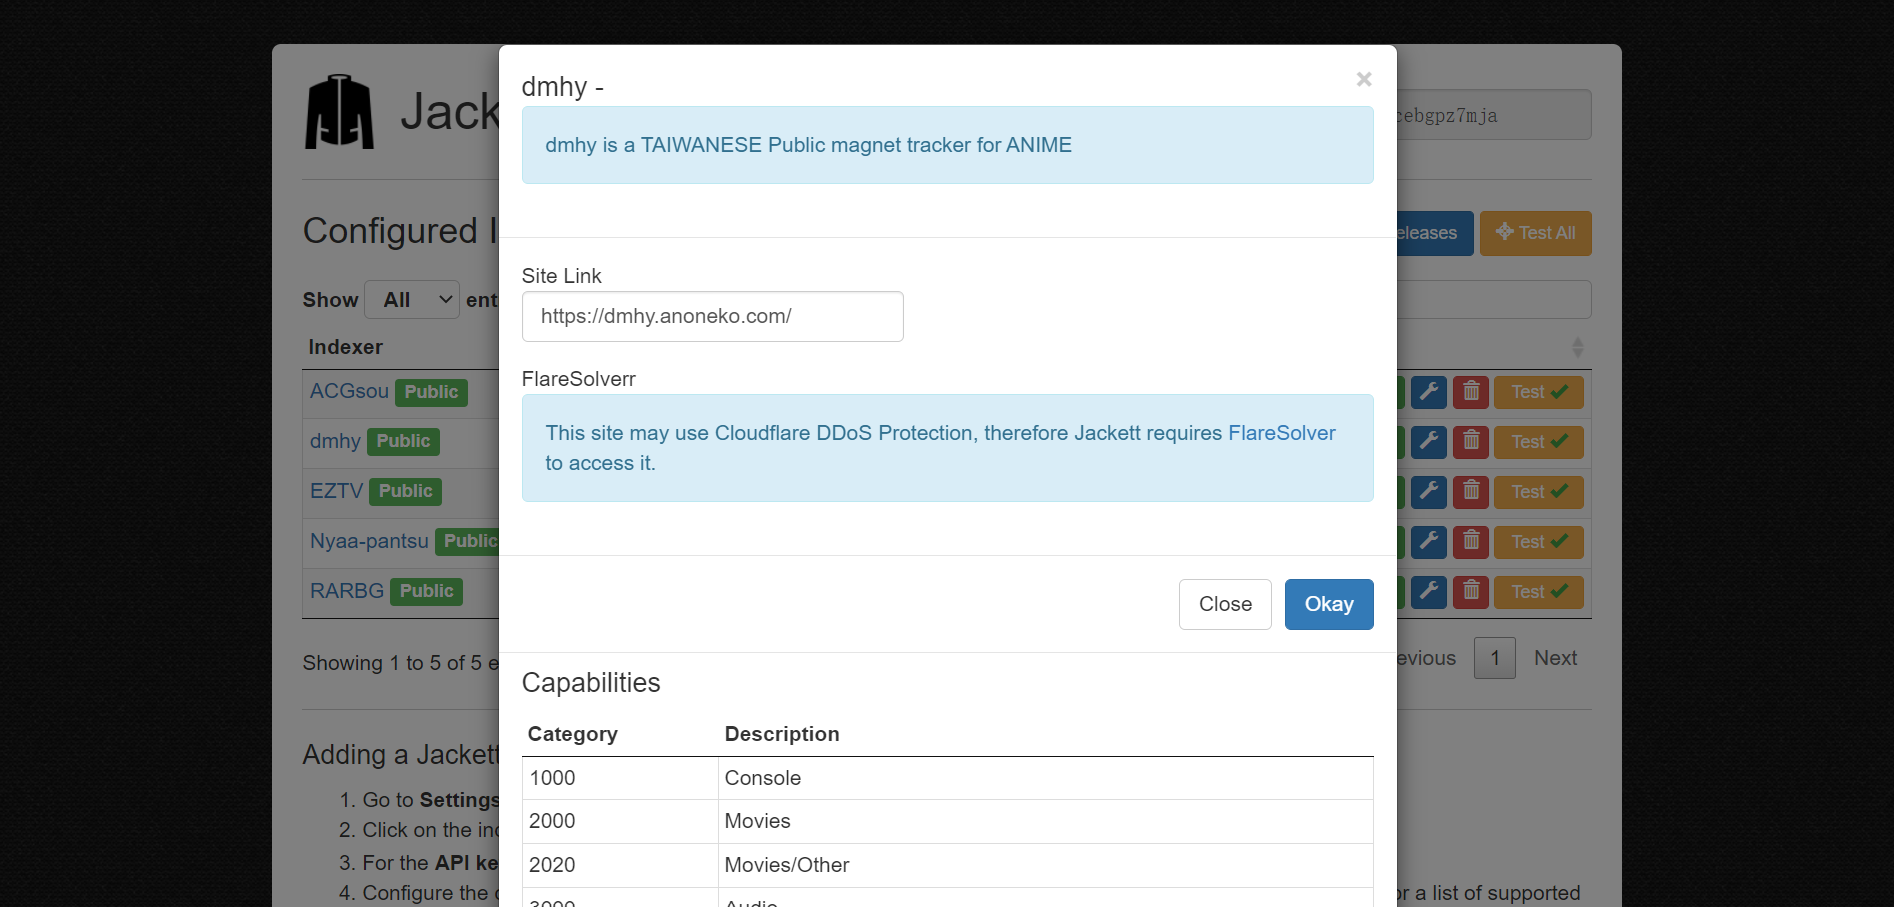 dmhy -
×
dmhy is a TAIWANESE Public magnet tracker for ANIME
Site Link
https://dmhy.anoneko.com/
FlareSolverr
This site may use Cloudflare DDoS Protection, therefore Jackett requires FlareSolver
to access it.
Close
Okay
Capabilities
Category Description
1000 Console
2000 Movies
2020 Movies/Other
3000 Audio
Jack
cebgpz7mja
Configured I
eleases
Test All
Show All ent
Indexer
ACGsou Public
Test
dmhy Public
Test
EZTV Public
Test
Nyaa-pantsu Public
Test
RARBG Public
Test
Showing 1 to 5 of 5 e
evious 1 Next
Adding a Jackett
1. Go to Settings
2. Click on the in
3. For the API ke
4. Configure the
or a list of supported